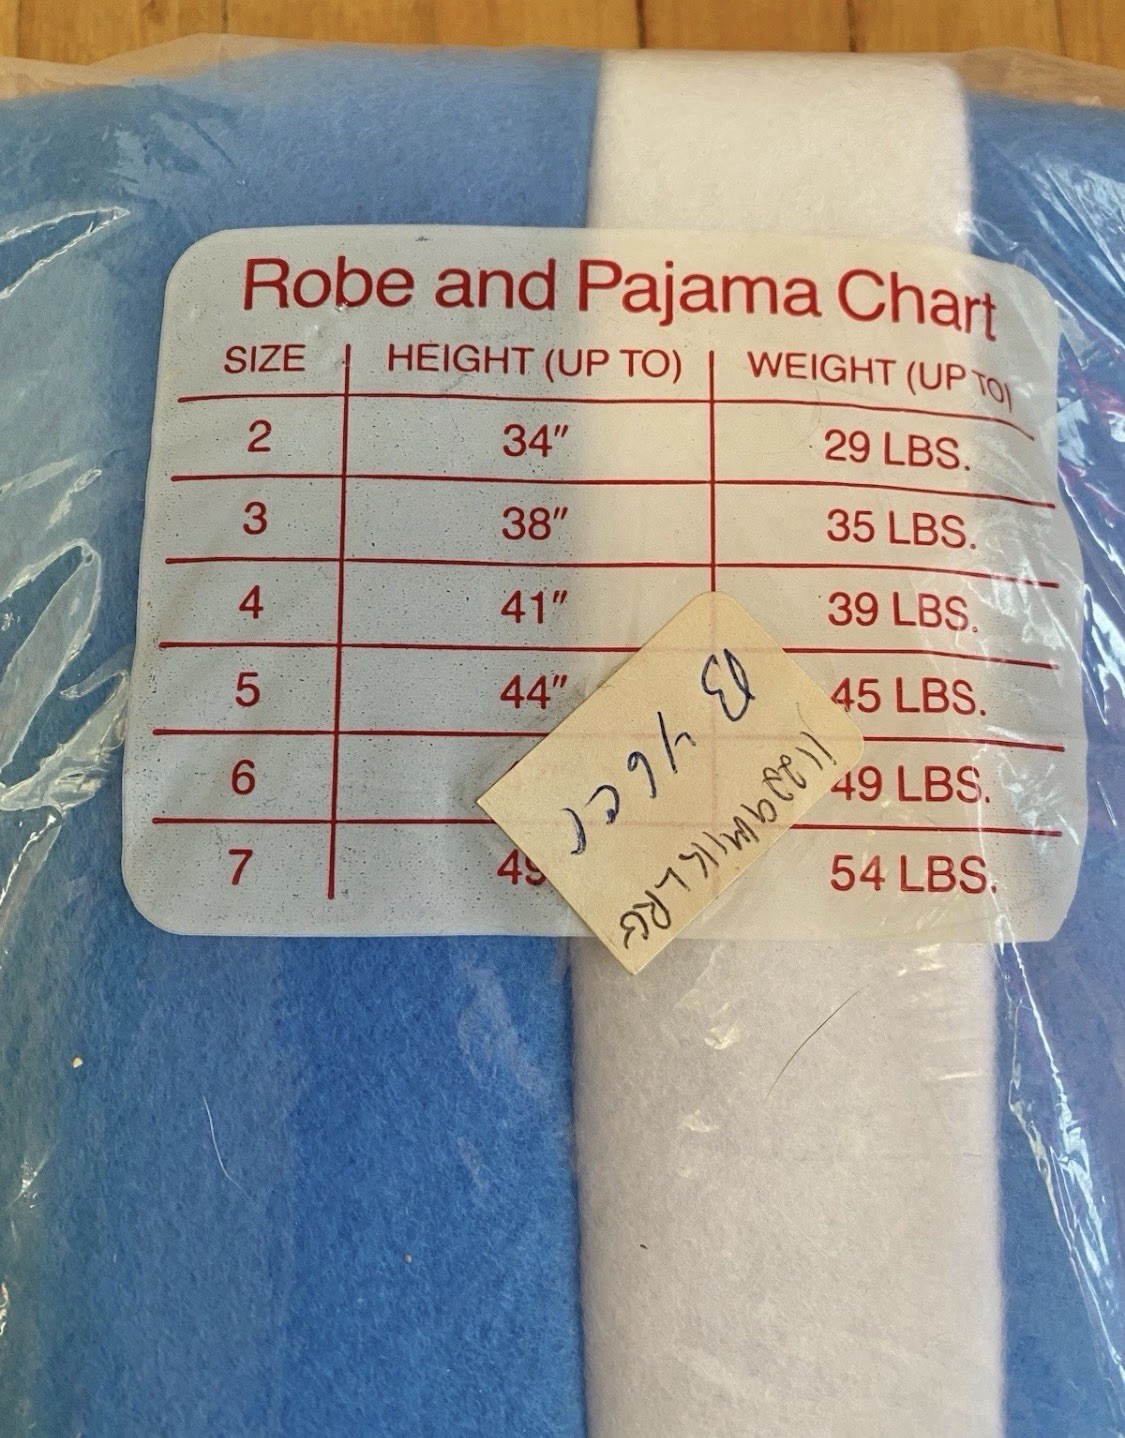 Robe and Pajama Chart
SIZE HEIGHT (UP TO) WEIGHT (UP TO)
2 34″ 29 LBS.
3 38″ 35 LBS.
4 41″ 39 LBS.
5 44″ 45 LBS.
6 49 LBS.
7 54 LBS.